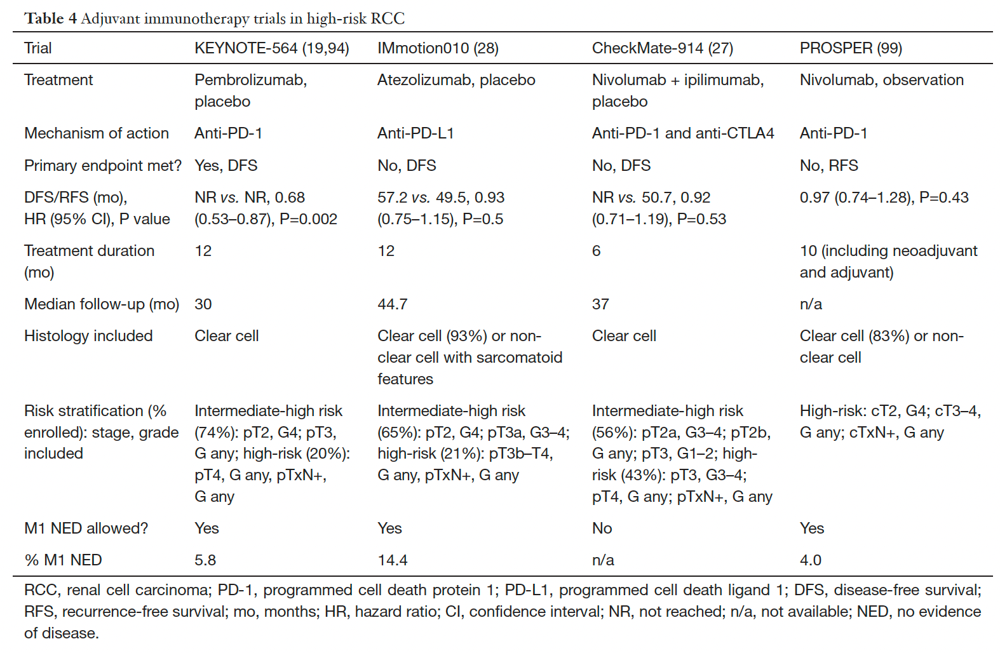 Table 4 Adjuvant immunotherapy trials in high-risk RCC
Trial KEYNOTE-564 (19,94) IMmotion010 (28) CheckMate-914 (27) PROSPER (99)
Treatment Pembrolizumab, Atezolizumab, placebo Nivolumab + ipilimumab, Nivolumab, observation
placebo placebo
Mechanism of action Anti-PD-1 Anti-PD-L1 Anti-PD-1 and anti-CTLA4 Anti-PD-1
Primary endpoint met? Yes, DFS No, DFS No, DFS No, RFS
DFS/RFS (mo), NR vs. NR, 0.68 57.2 vs. 49.5, 0.93 NR vs. 50.7, 0.92 0.97 (0.74–1.28), P=0.43
HR (95% CI), P value (0.53–0.87), P=0.002 (0.75–1.15), P=0.5 (0.71–1.19), P=0.53
Treatment duration 12 12 6 10 (including neoadjuvant
(mo) and adjuvant)
Median follow-up (mo) 30 44.7 37 n/a
Histology included Clear cell Clear cell (93%) or non- Clear cell Clear cell (83%) or non-
clear cell with sarcomatoid clear cell
features
Risk stratification (% Intermediate-high risk Intermediate-high risk Intermediate-high risk High-risk: cT2, G4; cT3–4,
enrolled): stage, grade (74%): pT2, G4; pT3, (65%): pT2, G4; pT3a, G3–4; (56%): pT2a, G3–4; pT2b, G any; cTxN+, G any
included G any; high-risk (20%): high-risk (21%): pT3b–T4, G any; pT3, G1–2; high-
pT4, G any, pTxN+, G any, pTxN+, G any risk (43%): pT3, G3–4;
G any pT4, G any; pTxN+, G any
M1 NED allowed? Yes Yes No Yes
% M1 NED 5.8 14.4 n/a 4.0
RCC, renal cell carcinoma; PD-1, programmed cell death protein 1; PD-L1, programmed cell death ligand 1; DFS, disease-free survival;
RFS, recurrence-free survival; mo, months; HR, hazard ratio; CI, confidence interval; NR, not reached; n/a, not available; NED, no evidence
of disease.